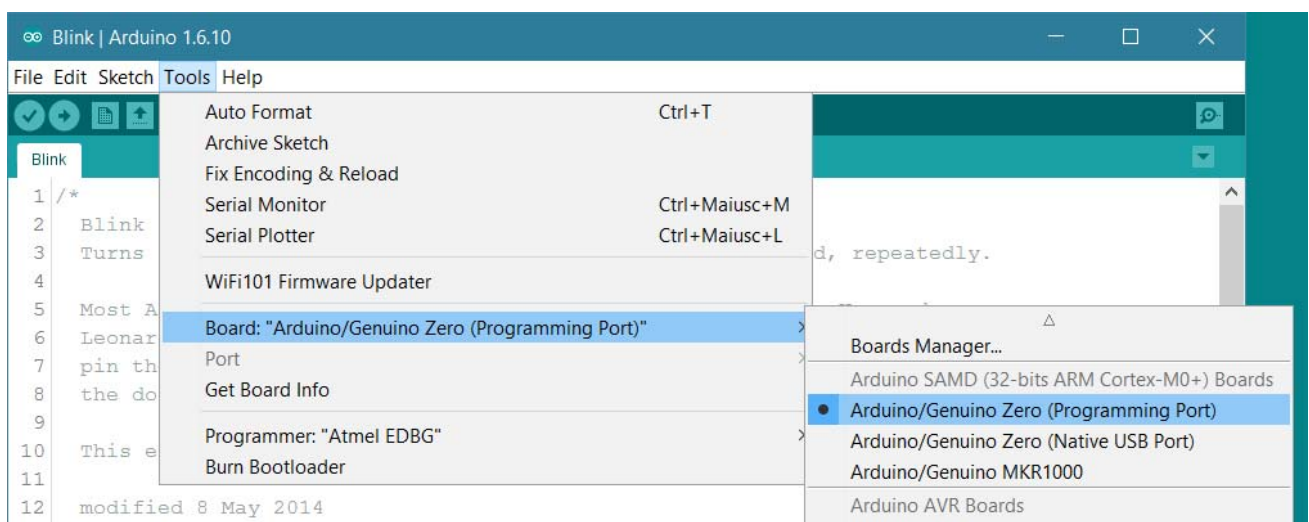 Blink | Arduino 1.6.10
File Edit Sketch Tools Help
Auto Format Ctrl+T
Archive Sketch
Fix Encoding & Reload
Serial Monitor Ctrl+Maiusc+M
Serial Plotter Ctrl+Maiusc+L
WiFi101 Firmware Updater
Board: "Arduino/Genuino Zero (Programming Port)"
Port
Get Board Info
Programmer: "Atmel EDBG"
Burn Bootloader
Boards Manager...
Arduino SAMD (32-bits ARM Cortex-M0+) Boards
Arduino/Genuino Zero (Programming Port)
Arduino/Genuino Zero (Native USB Port)
Arduino/Genuino MKR1000
Arduino AVR Boards
Blink
1 /*
2 Blink
3 Turns d, repeatedly.
4
5 Most A
6 Leonar
7 pin th
8 the do
9
10 This e
11
12 modified 8 May 2014